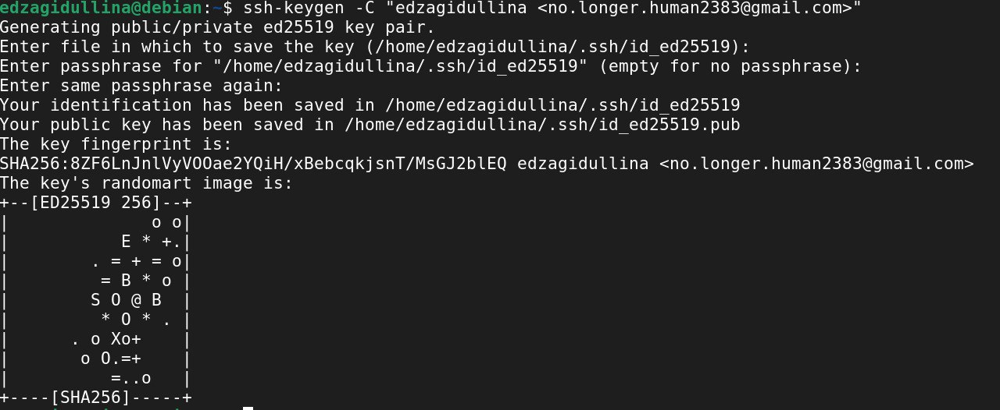 edzagidullina@debian:~$ ssh-keygen -C "edzagidullina <no.longer.human2383@gmail.com>"
Generating public/private ed25519 key pair.
Enter file in which to save the key (/home/edzagidullina/.ssh/id_ed25519):
Enter passphrase for "/home/edzagidullina/.ssh/id_ed25519" (empty for no passphrase):
Enter same passphrase again:
Your identification has been saved in /home/edzagidullina/.ssh/id_ed25519
Your public key has been saved in /home/edzagidullina/.ssh/id_ed25519.pub
The key fingerprint is:
SHA256:8ZF6LnJnlVyVOOae2YQiH/xBebcqkjsnT/MsGJ2blEQ edzagidullina <no.longer.human2383@gmail.com>
The key's randomart image is:
+--[ED25519 256]--+
|              o o|
|           E * +.|
|        . = + = o|
|         = B * o |
|        S O @ B  |
|         * O * . |
|      . o Xo+    |
|       o O.=+    |
|          =..o   |
+----[SHA256]-----+